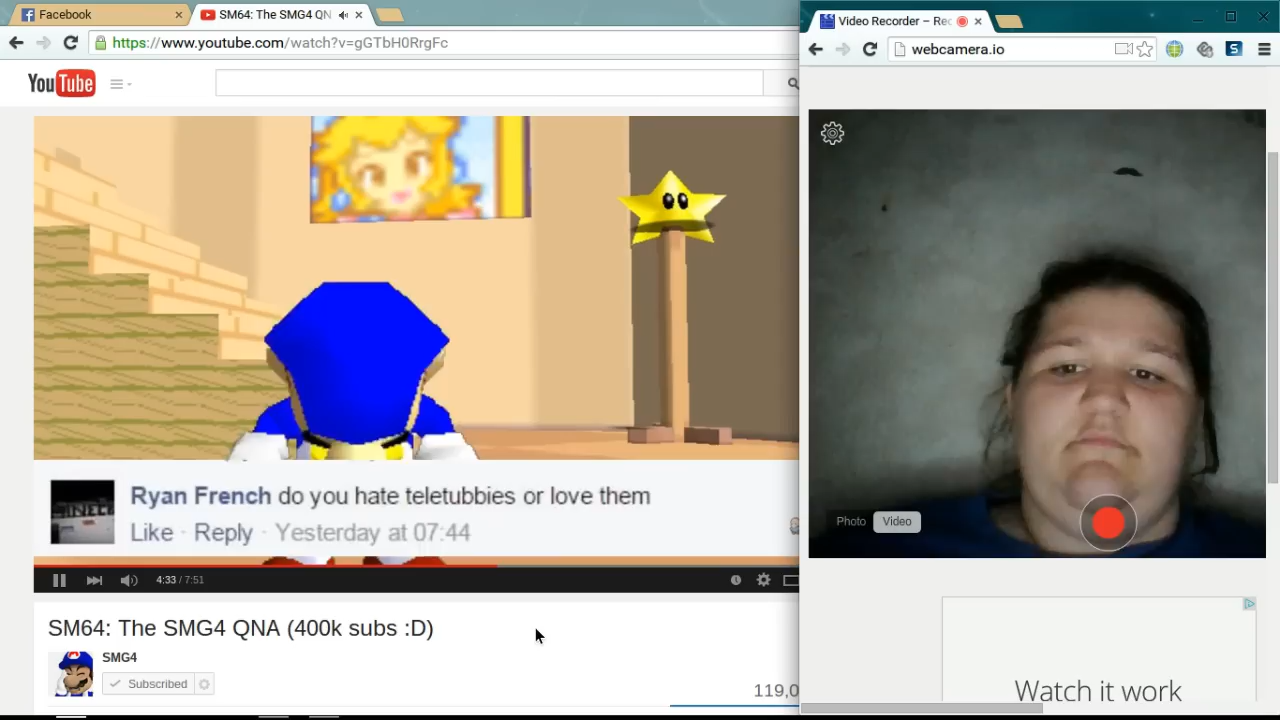 Facebook
SM64: The SMG4 QN
https://www.youtube.com/watch?v=gGTbH0RrgFc
YouTube
Ryan French do you hate teletubbies or love them
Like · Reply · Yesterday at 07:44
4:33 / 7:51
SM64: The SMG4 QNA (400k subs :D)
SMG4
Subscribed
119,0
Video Recorder – Rec
webcamera.io
S
Photo Video
Watch it work